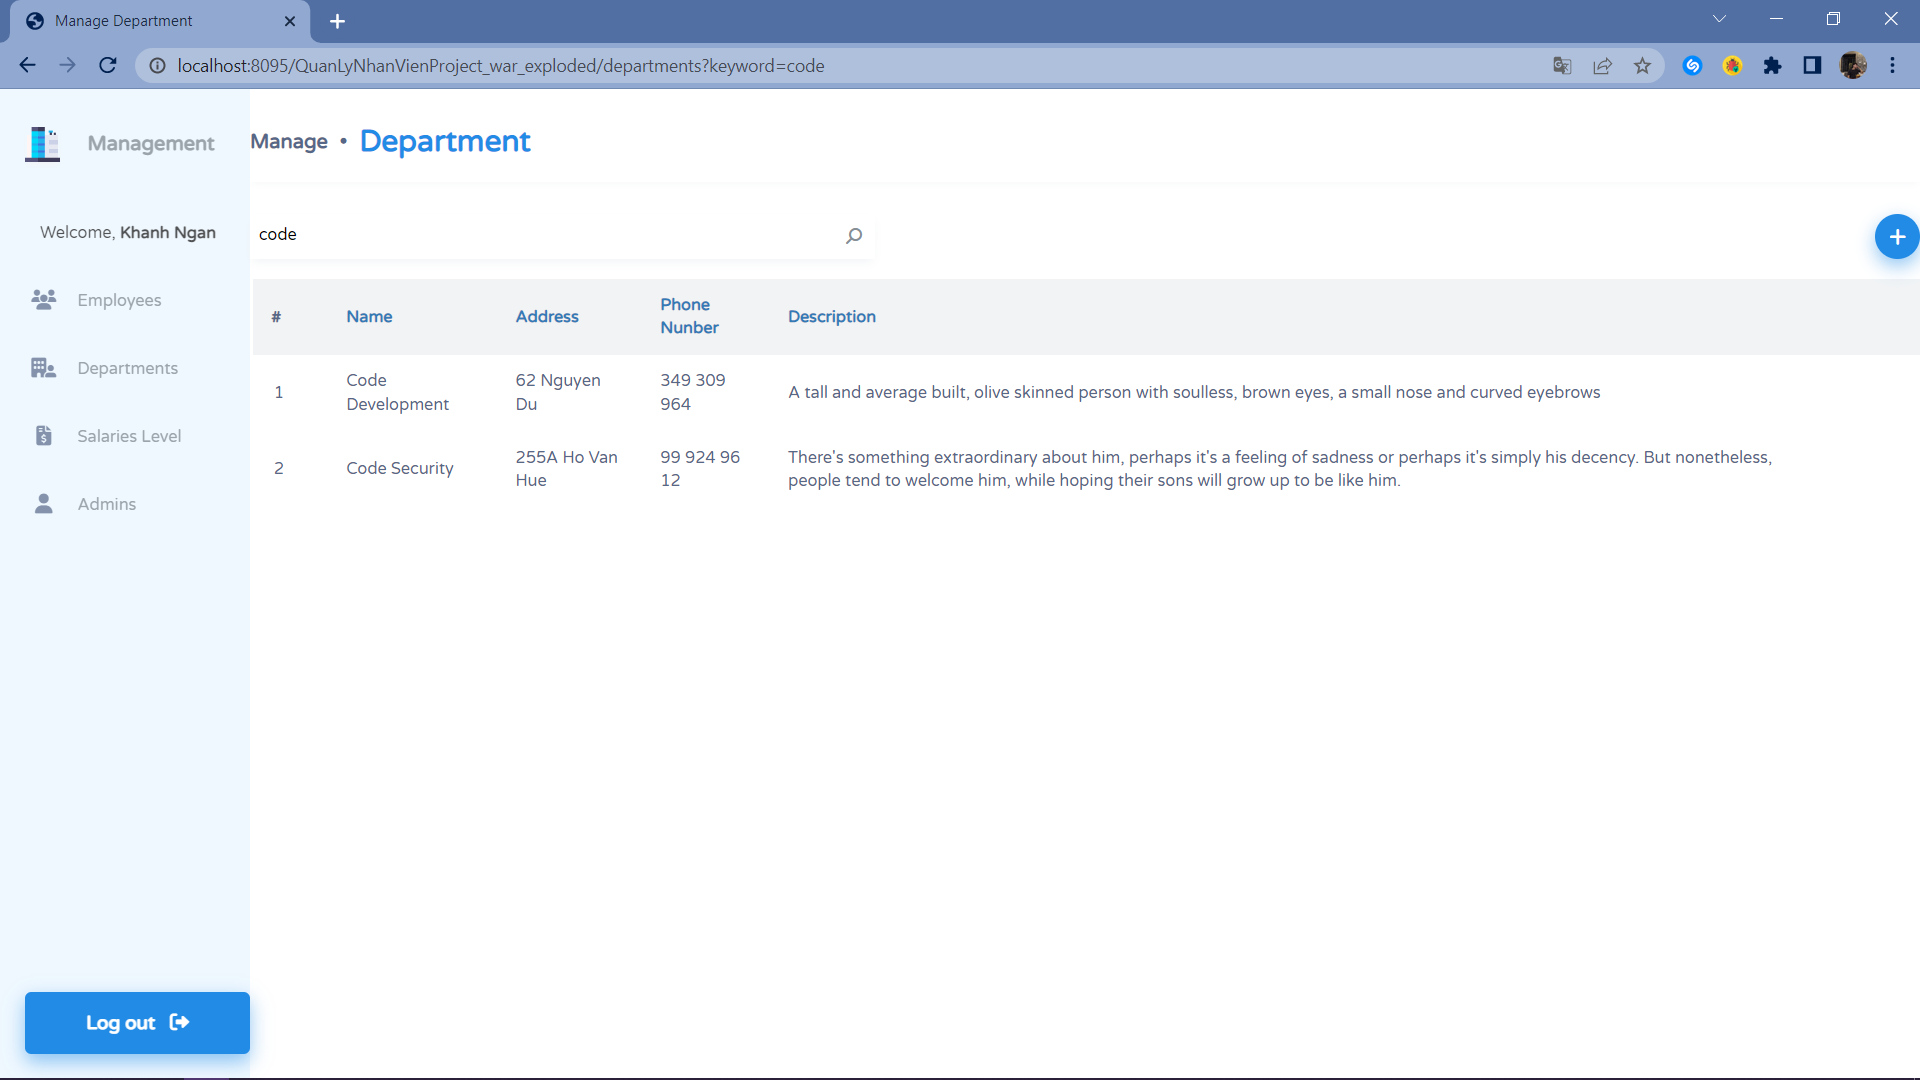 Manage Department
localhost:8095/QuanLyNhanVienProject_war_exploded/departments?keyword=code
Management
Manage • Department
Welcome, Khanh Ngan
code
Employees
Departments
Salaries Level
Admins
# Name Address Phone
Nunber Description
1 Code
Development 62 Nguyen
Du 349 309
964 A tall and average built, olive skinned person with soulless, brown eyes, a small nose and curved eyebrows
2 Code Security 255A Ho Van
Hue 99 924 96
12 There's something extraordinary about him, perhaps it's a feeling of sadness or perhaps it's simply his decency. But nonetheless,
people tend to welcome him, while hoping their sons will grow up to be like him.
Log out